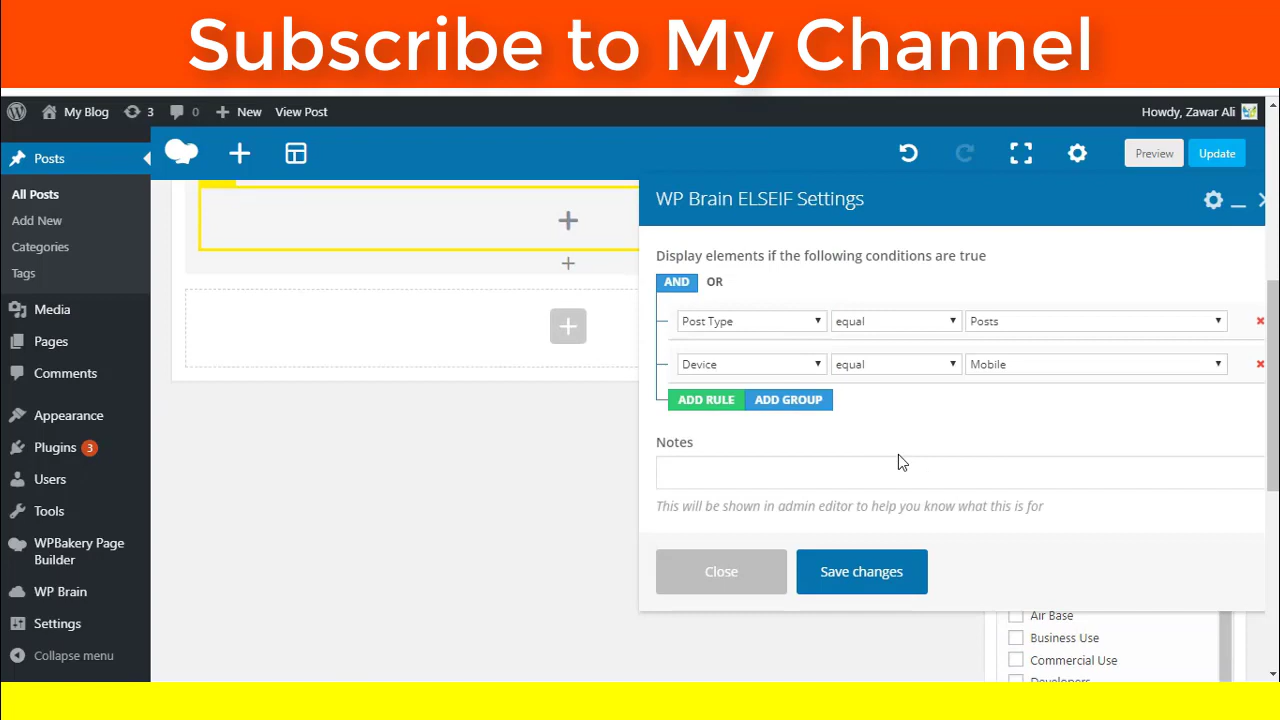 Subscribe to My Channel
My Blog 3 0 New View Post Howdy, Zawar Ali
Posts
Preview Update
All Posts
Add New
Categories
Tags
Media
Pages
Comments
Appearance
Plugins 3
Users
Tools
WPBakery Page
Builder
WP Brain
Settings
Collapse menu
WP Brain ELSEIF Settings
Display elements if the following conditions are true
AND OR
Post Type equal Posts
Device equal Mobile
ADD RULE ADD GROUP
Notes
This will be shown in admin editor to help you know what this is for
Close Save changes
Air Base
Business Use
Commercial Use
Developers